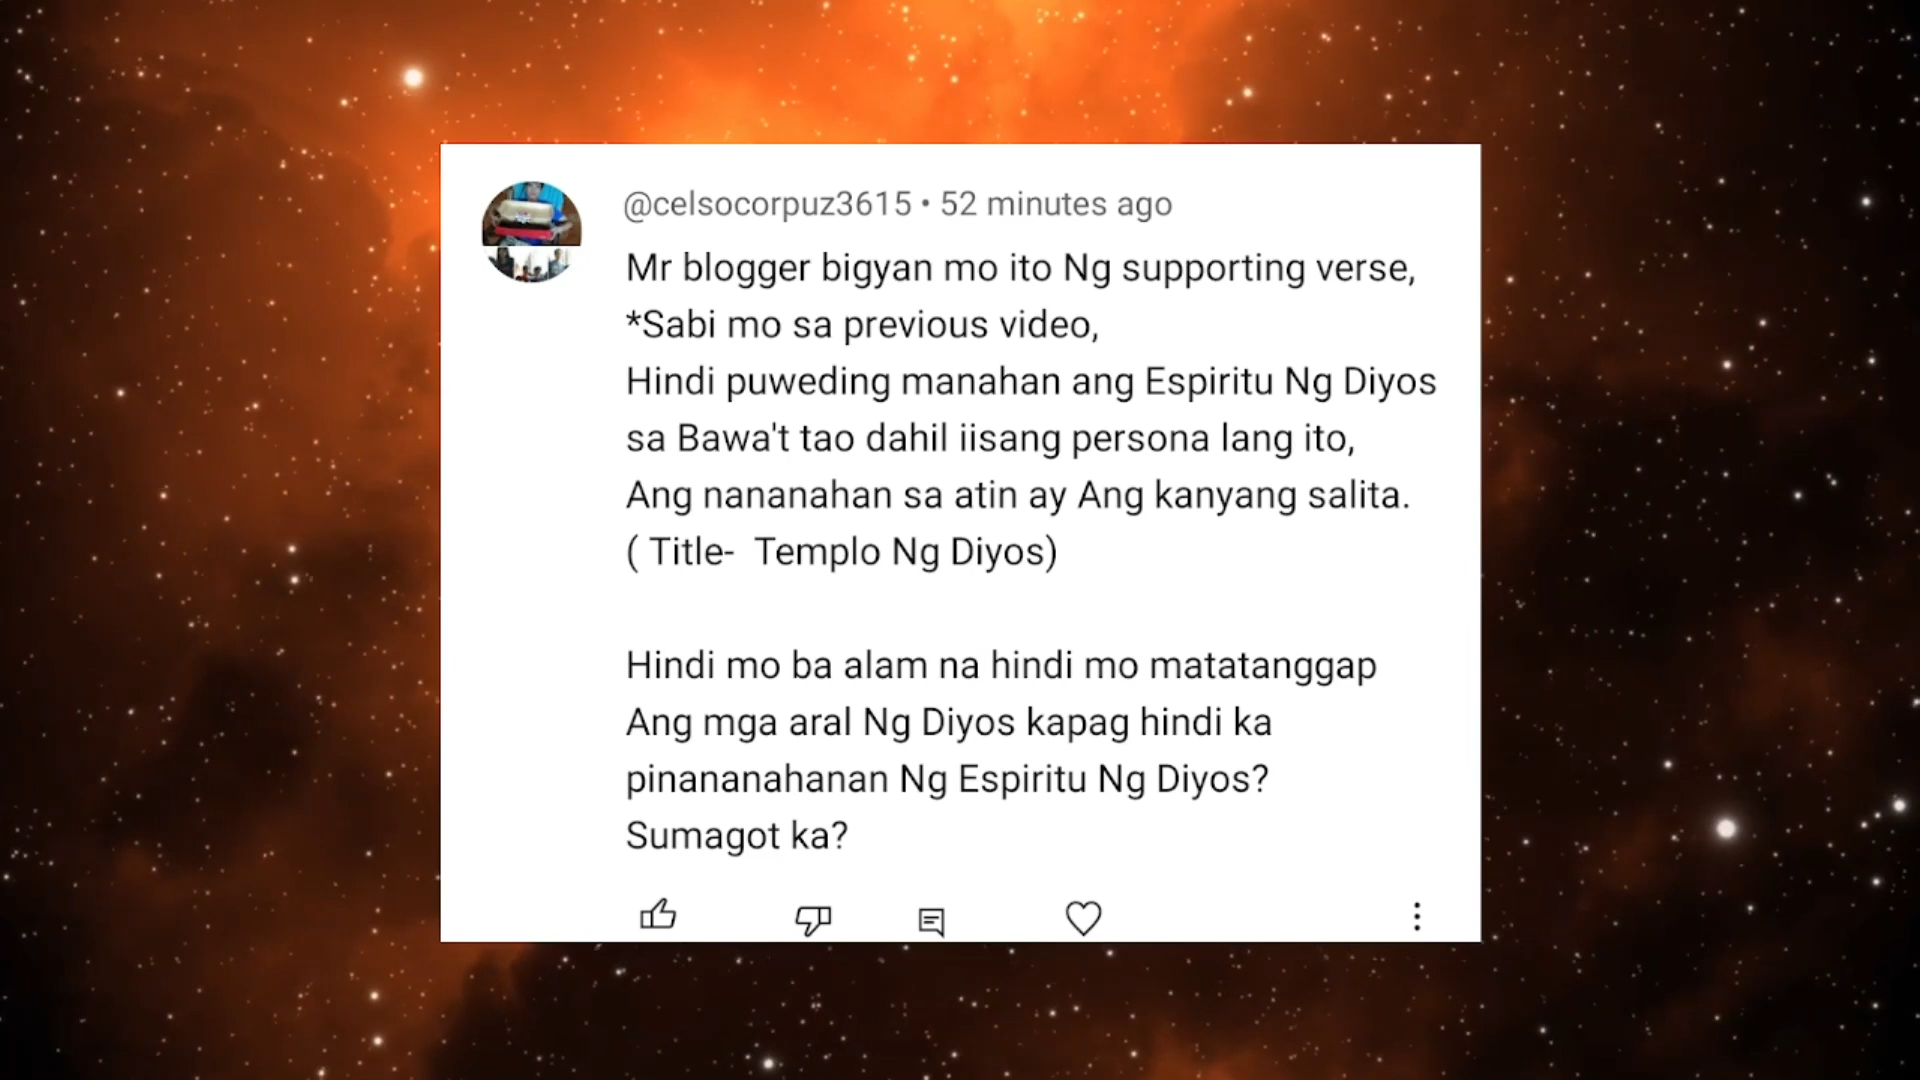 @celsocorpuz3615 • 52 minutes ago
Mr blogger bigyan mo ito Ng supporting verse,
*Sabi mo sa previous video,
Hindi puweding manahan ang Espiritu Ng Diyos
sa Bawa't tao dahil iisang persona lang ito,
Ang nananahan sa atin ay Ang kanyang salita.
( Title-  Templo Ng Diyos)
Hindi mo ba alam na hindi mo matatanggap
Ang mga aral Ng Diyos kapag hindi ka
pinananahanan Ng Espiritu Ng Diyos?
Sumagot ka?